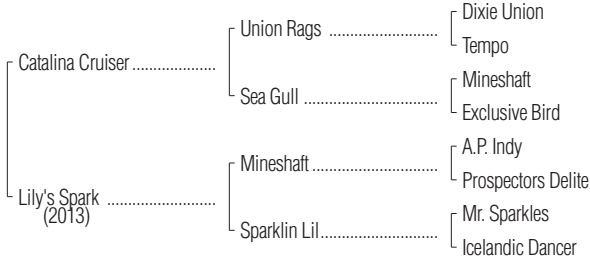 Dixie Union
Union Rags ....................
Tempo
Catalina Cruiser ....................
Mineshaft
Sea Gull .........................
Exclusive Bird
A.P. Indy
Mineshaft .......................
Prospectors Delite
Lily's Spark ..........................
(2013)
Mr. Sparkles
Sparklin Lil ......................
Icelandic Dancer